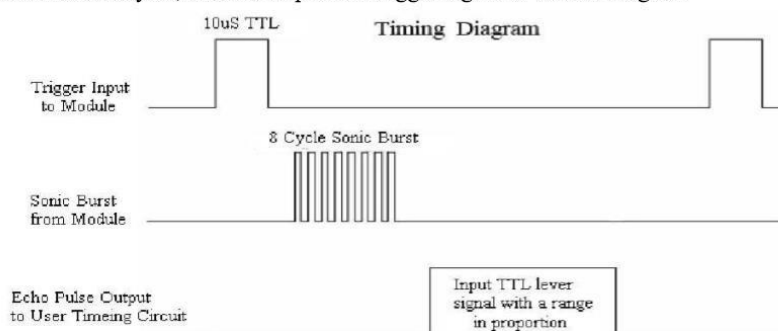 10uS TTL
Timing Diagram
Trigger Input
to Module
8 Cycle Sonic Burst
Sonic Burst
from Module
Echo Pulse Output
to User Timeing Circuit
Input TTL lever
signal with a range
in proportion